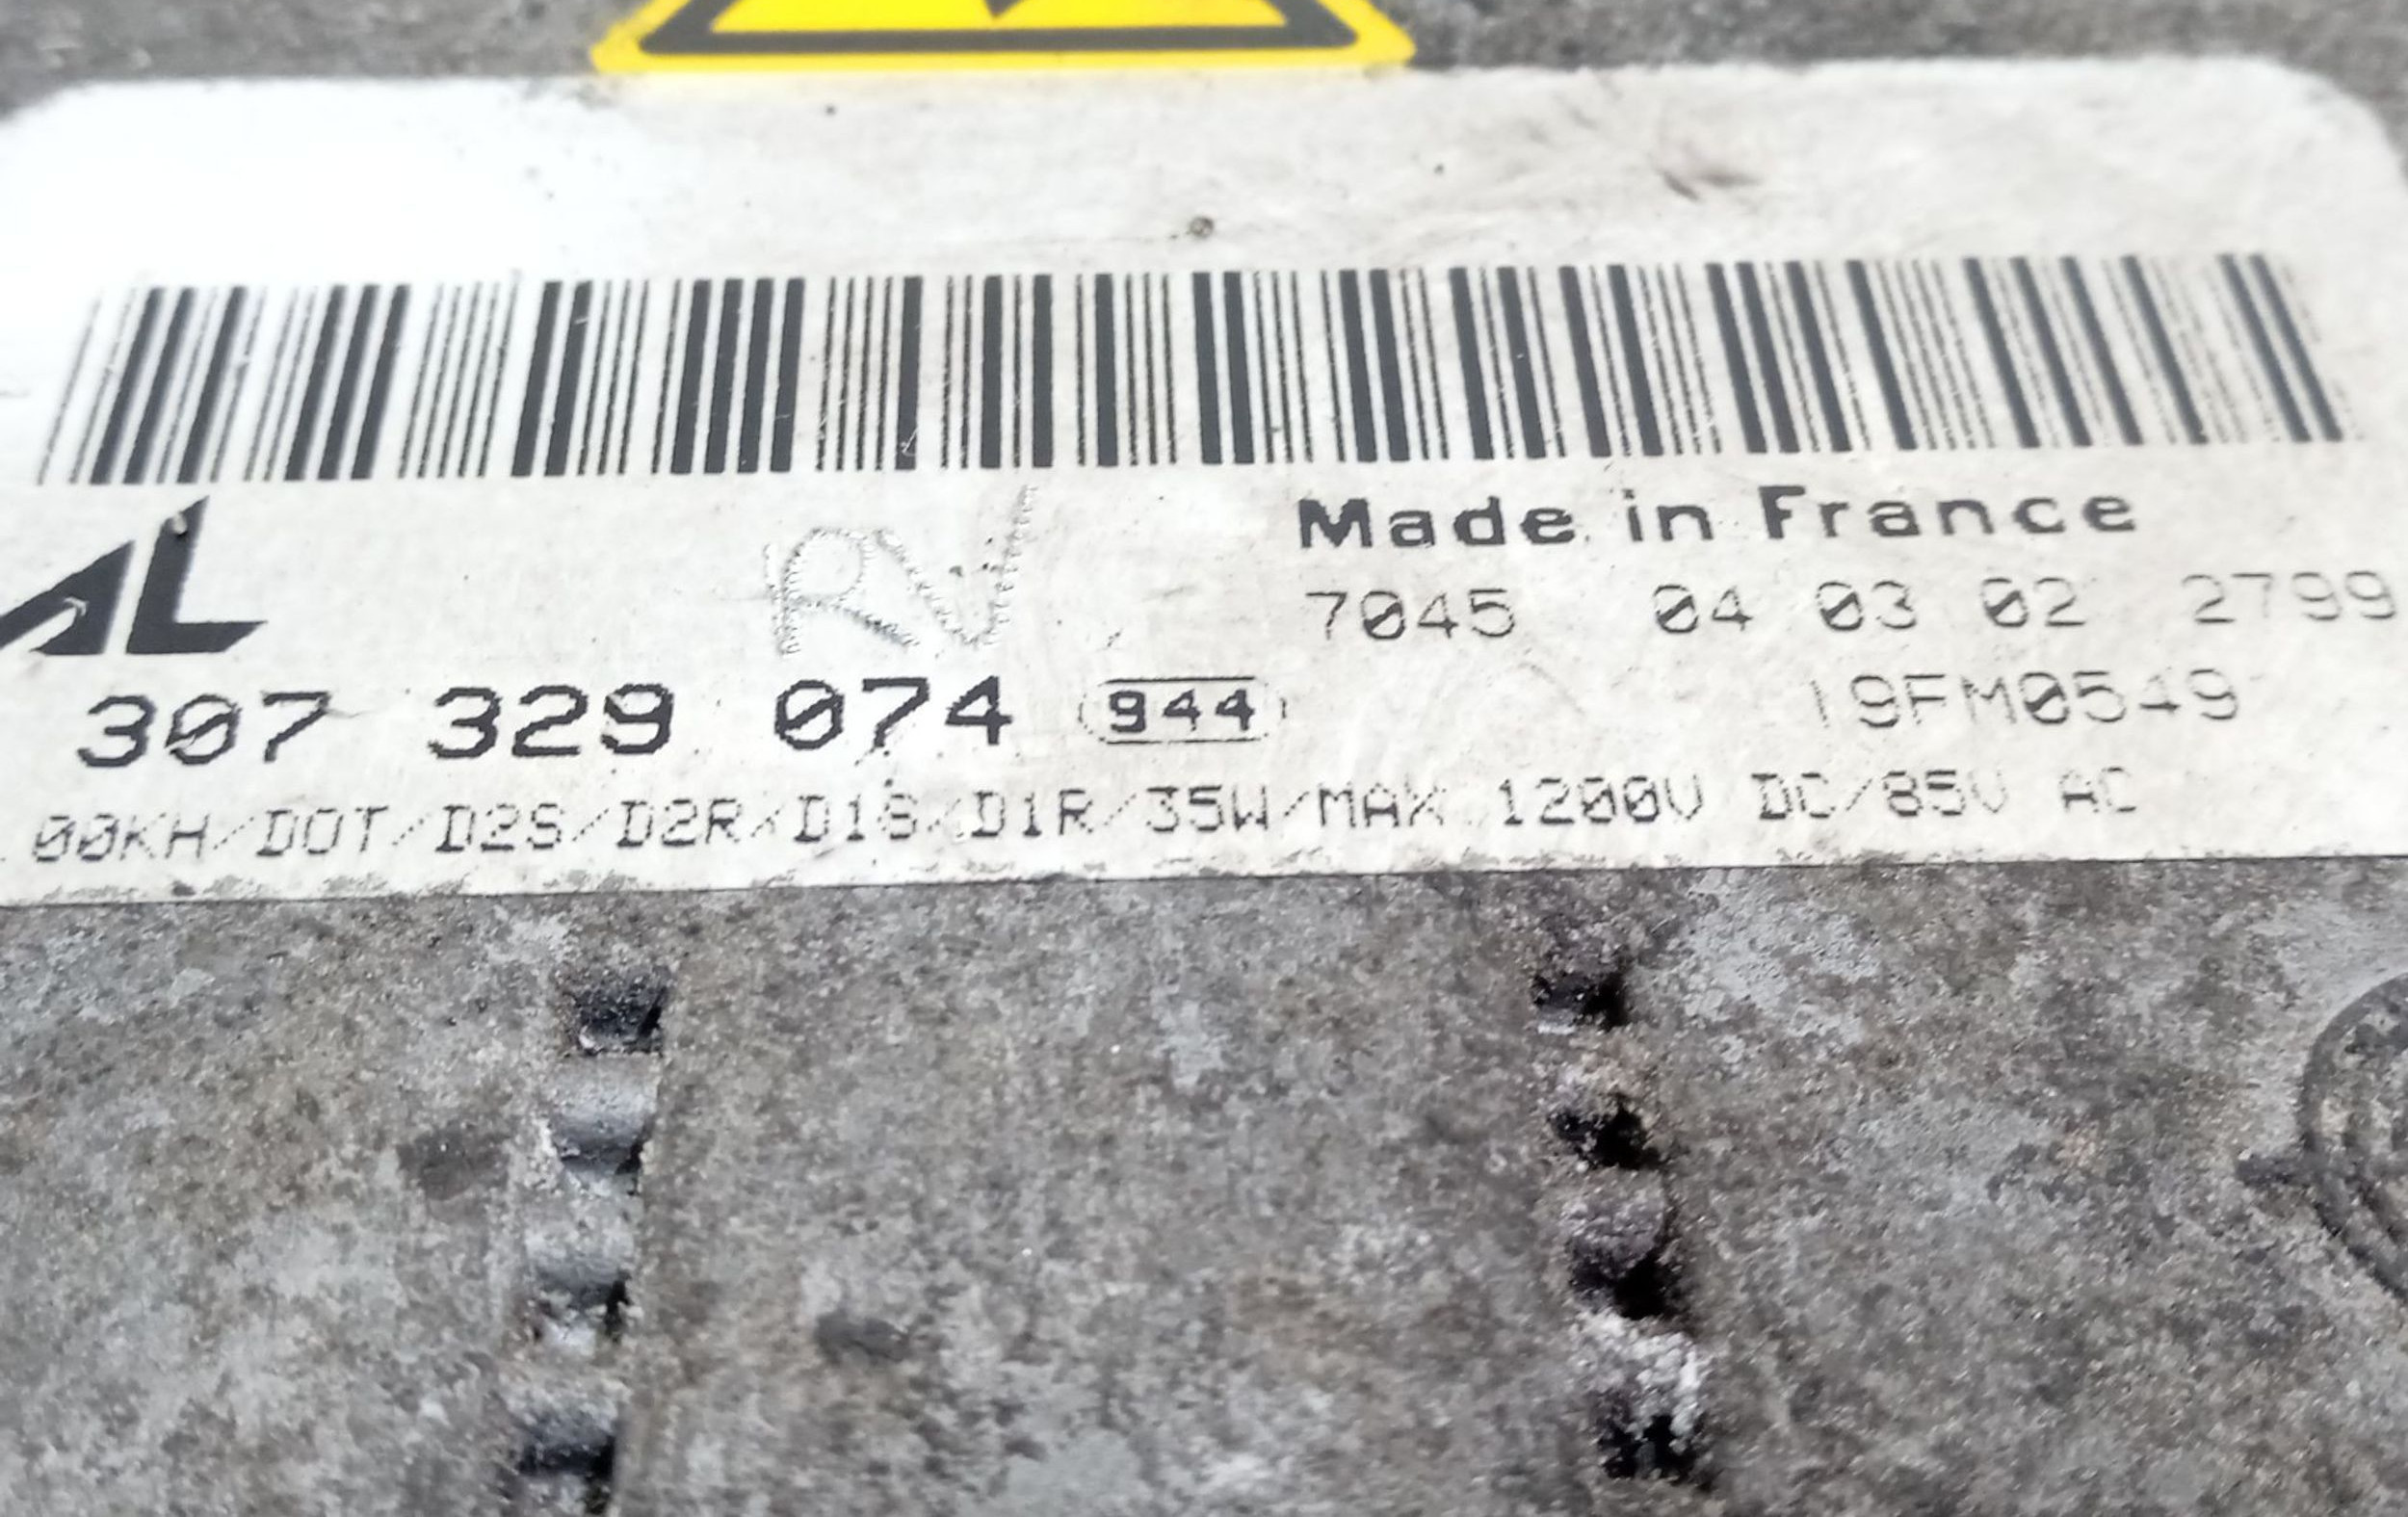 AL
Made in France
7045 04 03 02 2799
307 329 074 944
19FM0549
00KH/DOT/D2S/D2R/D1S/D1R/35W/MAX 1200V DC/85V AC